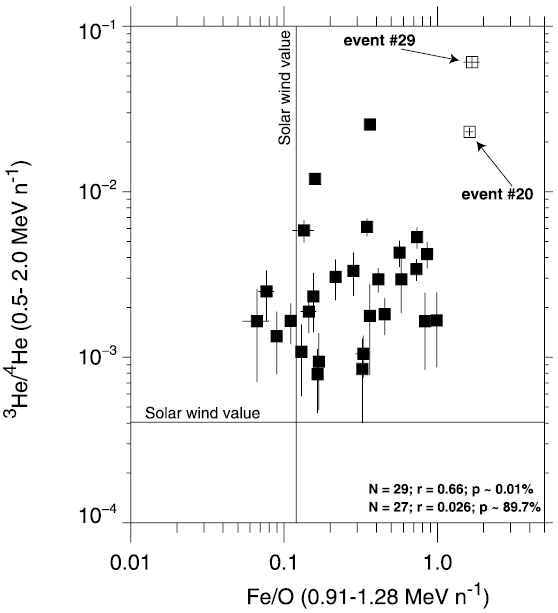 10⁻¹
event #29
Solar wind value
10⁻²
event #20
³He/⁴He (0.5- 2.0 MeV n⁻¹)
10⁻³
Solar wind value
N = 29; r = 0.66; p ~ 0.01%
N = 27; r = 0.026; p ~ 89.7%
10⁻⁴
0.01 0.1 1.0
Fe/O (0.91-1.28 MeV n⁻¹)